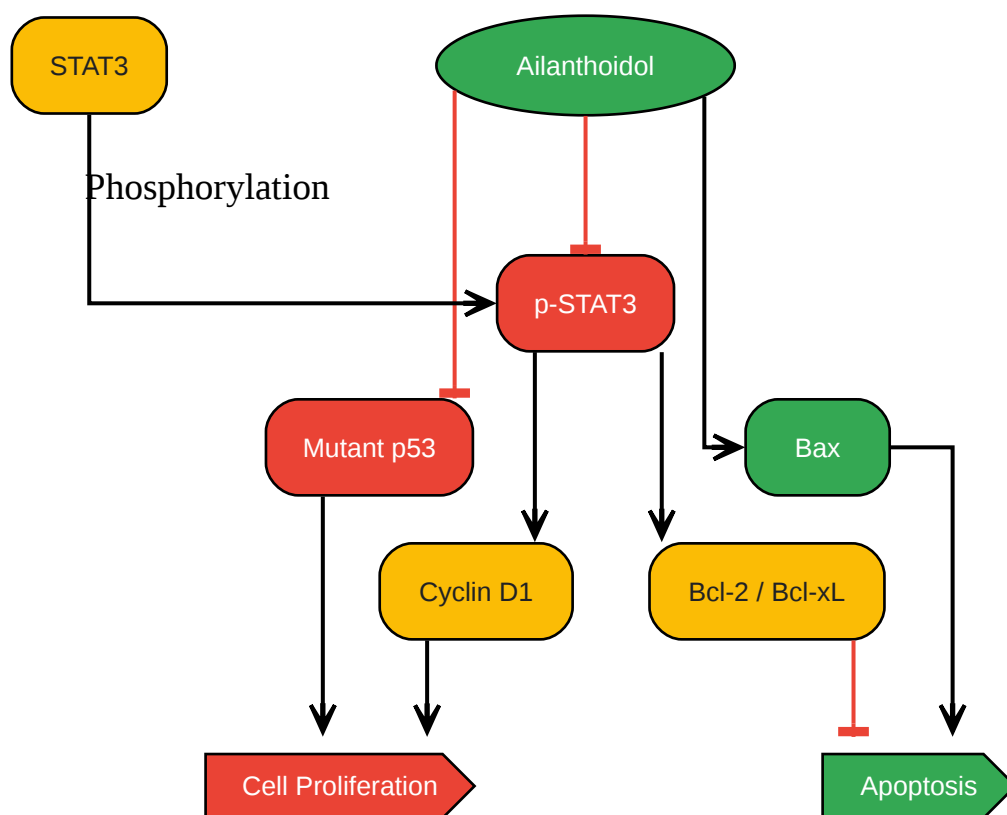 STAT3
Ailanthoidol
Phosphorylation
p-STAT3
Mutant p53
Bax
Cyclin D1
Bcl-2 / Bcl-xL
Cell Proliferation
Apoptosis